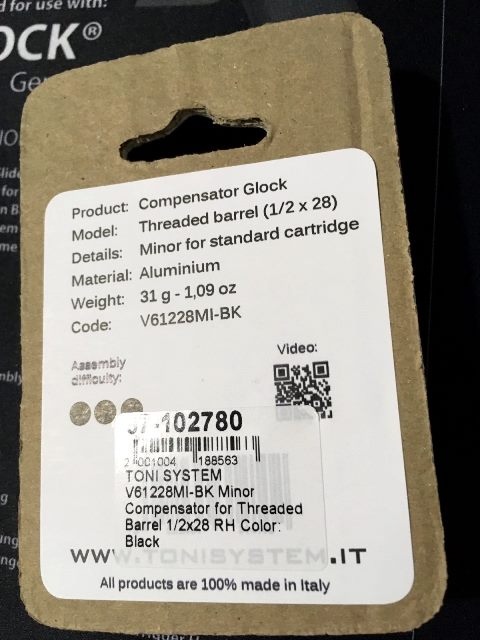 d for use with:
OCK®
Ge
Product: Compensator Glock
Model: Threaded barrel (1/2 x 28)
Details: Minor for standard cartridge
Material: Aluminium
Weight: 31 g - 1,09 oz
Code: V61228MI-BK
Assembly
difficulty:
Video:
102780
2 001004 188563
TONI SYSTEM
V61228MI-BK Minor
Compensator for Threaded
Barrel 1/2x28 RH Color:
Black
WWW.TONISYSTEM.IT
All products are 100% made in Italy